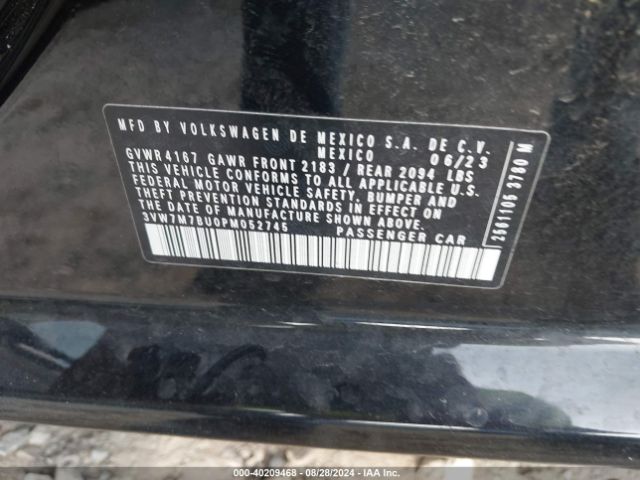 MFD BY VOLKSWAGEN DE MEXICO S.A. DE C.V.
MEXICO 06/23
GVWR 4167 GAWR FRONT 2183 / REAR 2094 LBS
THIS VEHICLE CONFORMS TO ALL APPLICABLE U.S.
FEDERAL MOTOR VEHICLE SAFETY, BUMPER AND
THEFT PREVENTION STANDARDS IN EFFECT ON
THE DATE OF MANUFACTURE SHOWN ABOVE.
3VW7M7BU0PM052745 PASSENGER CAR
2561105 3780 M
000-40209468 - 08/28/2024 - IAA Inc.